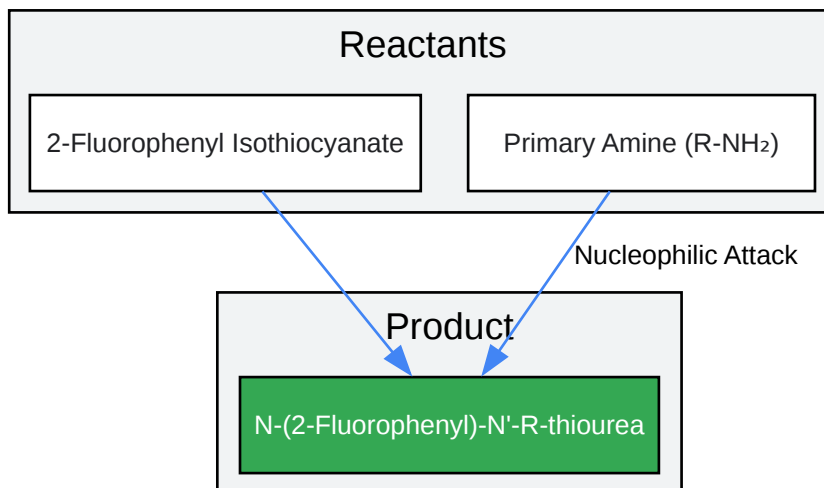 Reactants
2-Fluorophenyl Isothiocyanate
Primary Amine (R-NH₂)
Nucleophilic Attack
Product
N-(2-Fluorophenyl)-N'-R-thiourea